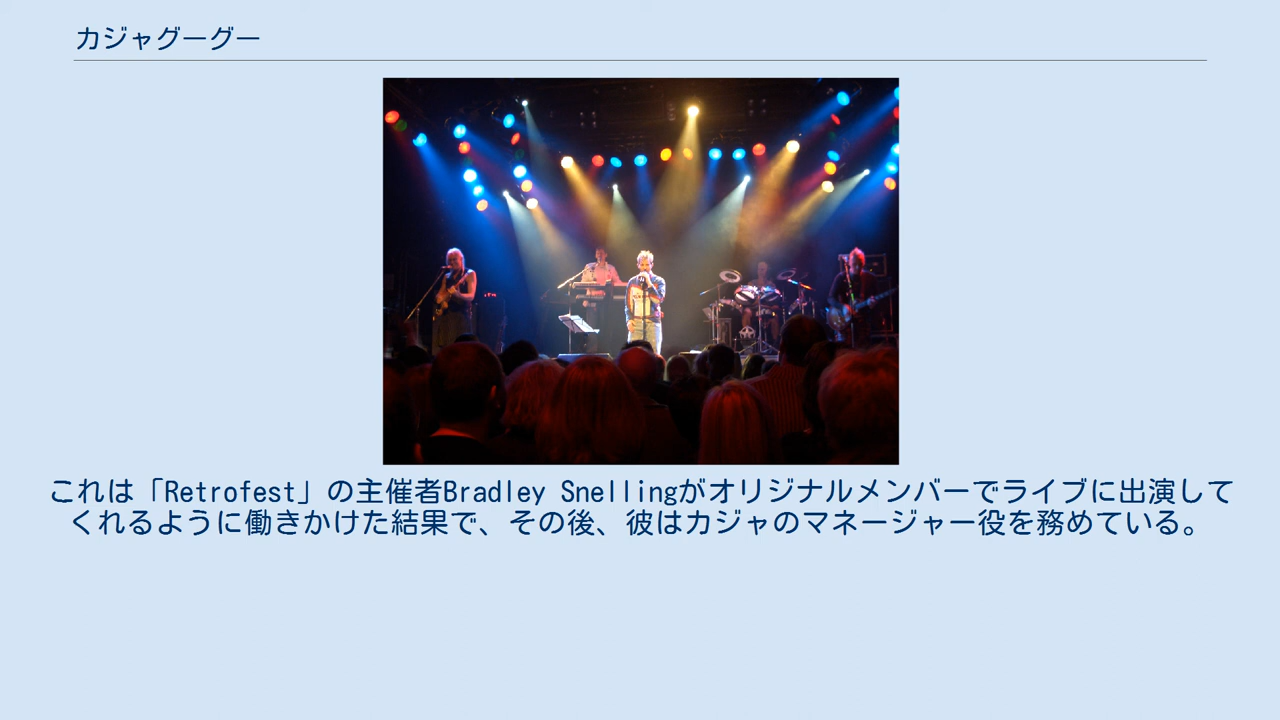 カジャグーグー
これは「Retrofest」の主催者Bradley Snellingがオリジナルメンバーでライブに出演して
くれるように働きかけた結果で、その後、彼はカジャのマネージャー役を務めている。